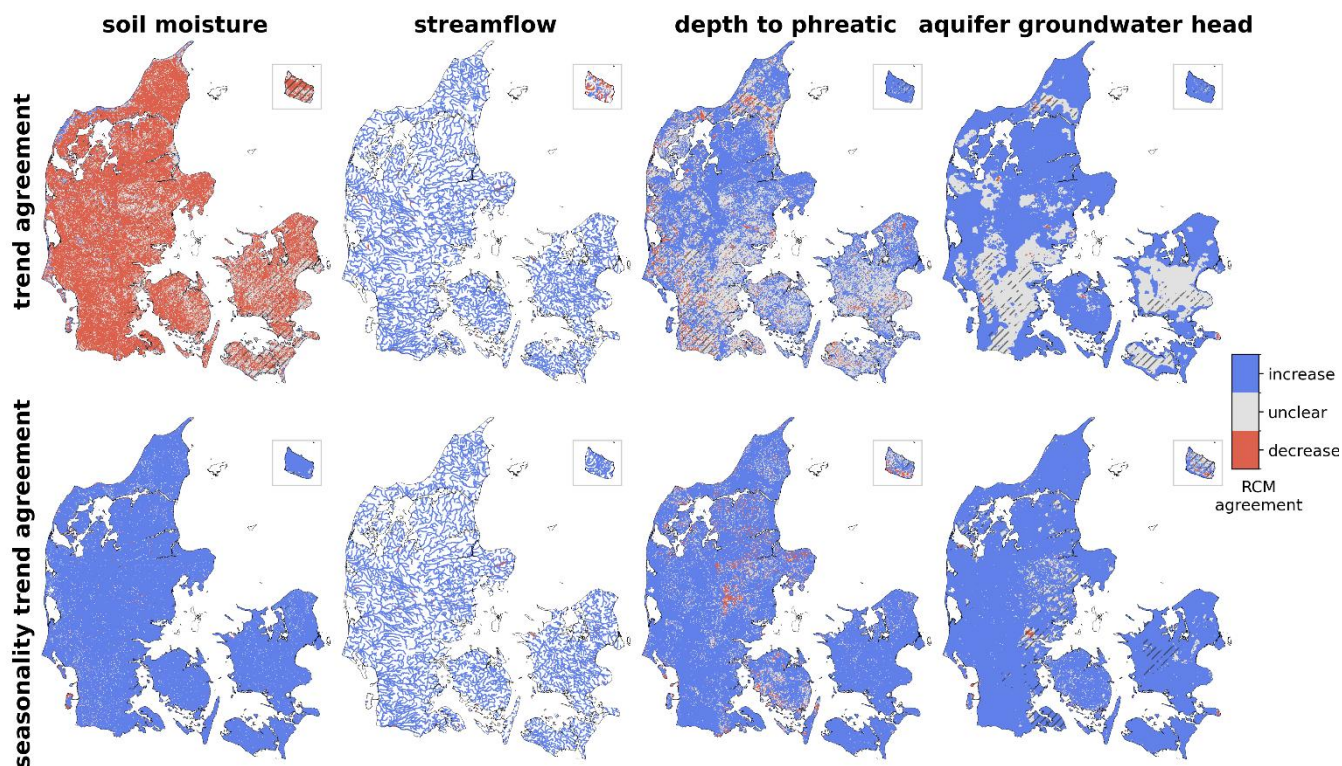 soil moisture
streamflow
depth to phreatic
aquifer groundwater head
trend agreement
increase
unclear
decrease
RCM
agreement
seasonality trend agreement